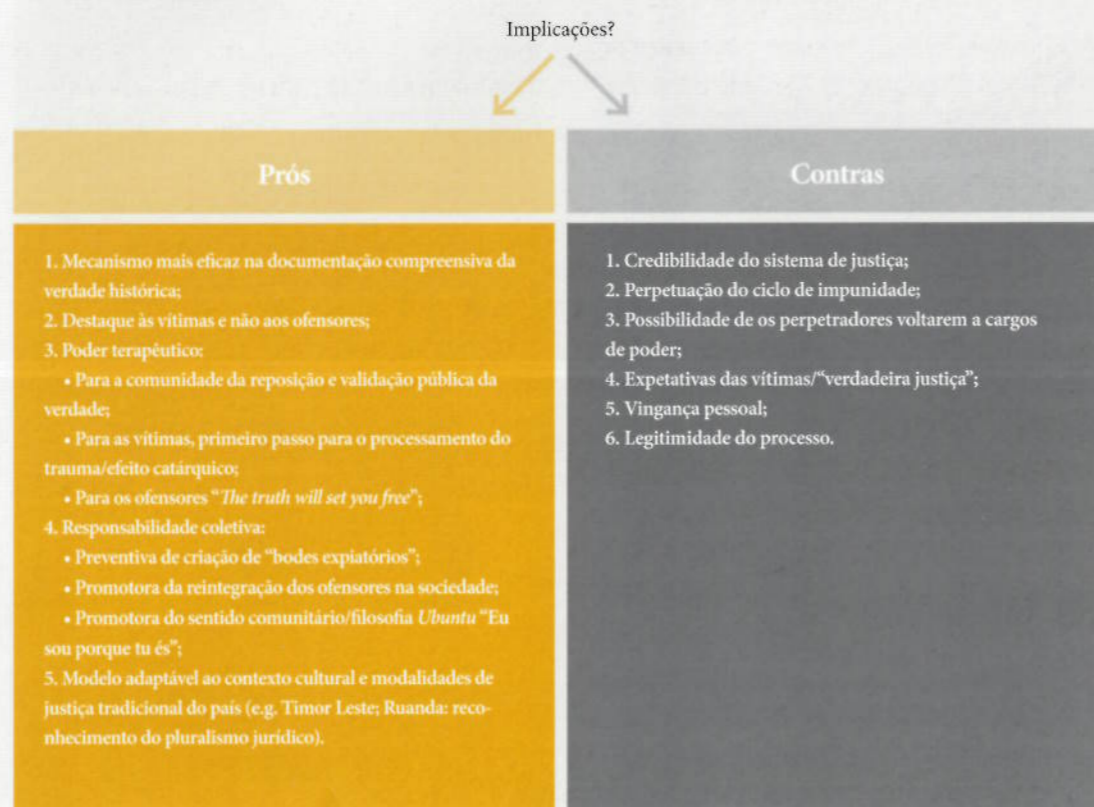 Implicações?
Prós
1. Mecanismo mais eficaz na documentação compreensiva da
verdade histórica;
2. Destaque às vítimas e não aos ofensores;
3. Poder terapêutico:
• Para a comunidade da reposição e validação pública da
verdade;
• Para as vítimas, primeiro passo para o processamento do
trauma/efeito catárquico;
• Para os ofensores “The truth will set you free”;
4. Responsabilidade coletiva:
• Preventiva de criação de “bodes expiatórios”;
• Promotora da reintegração dos ofensores na sociedade;
• Promotora do sentido comunitário/filosofia Ubuntu “Eu
sou porque tu és”;
5. Modelo adaptável ao contexto cultural e modalidades de
justiça tradicional do país (e.g. Timor Leste; Ruanda: reco-
nhecimento do pluralismo jurídico).
Contras
1. Credibilidade do sistema de justiça;
2. Perpetuação do ciclo de impunidade;
3. Possibilidade de os perpetradores voltarem a cargos
de poder;
4. Expetativas das vítimas/“verdadeira justiça”;
5. Vingança pessoal;
6. Legitimidade do processo.